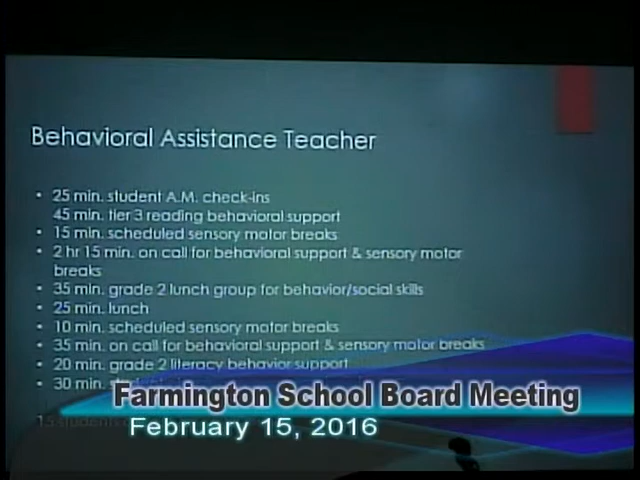 Behavioral Assistance Teacher
• 25 min. student A.M. check-ins
45 min. tier 3 reading behavioral support
• 15 min. scheduled sensory motor breaks
• 2 hr 15 min. on call for behavioral support & sensory motor
breaks
• 35 min. grade 2 lunch group for behavior/social skills
• 25 min. lunch
• 10 min. scheduled sensory motor breaks
• 35 min. on call for behavioral support & sensory motor breaks
• 20 min. grade 2 literacy behavior support
• 30 min.
Farmington School Board Meeting
15 students
February 15, 2016